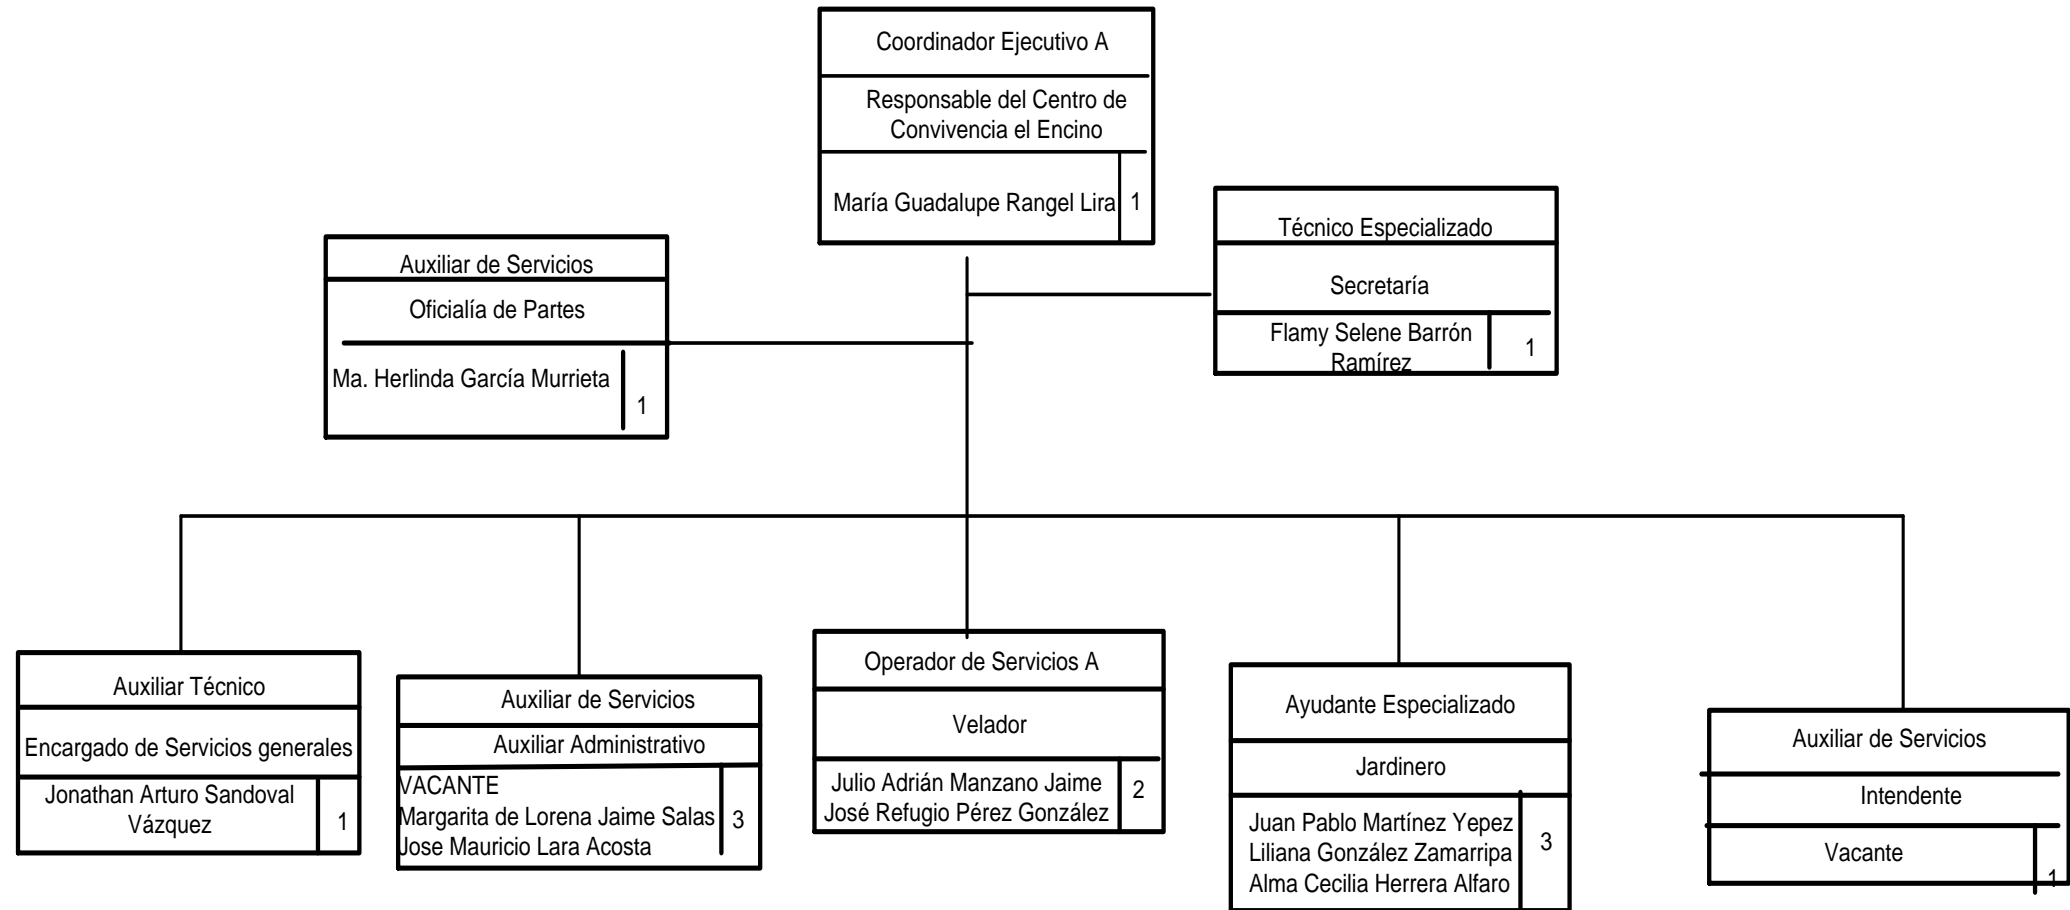 Coordinador Ejecutivo A
Responsable del Centro de
Convivencia el Encino
María Guadalupe Rangel Lira
1
Técnico Especializado
Secretaría
Flamy Selene Barrón
Ramírez
1
Auxiliar de Servicios
Oficialía de Partes
Ma. Herlinda García Murrieta
1
Auxiliar Técnico
Encargado de Servicios generales
Jonathan Arturo Sandoval
Vázquez
1
Auxiliar de Servicios
Auxiliar Administrativo
VACANTE
Margarita de Lorena Jaime Salas
Jose Mauricio Lara Acosta
3
Operador de Servicios A
Velador
Julio Adrián Manzano Jaime
José Refugio Pérez González
2
Ayudante Especializado
Jardinero
Juan Pablo Martínez Yepez
Liliana González Zamarripa
Alma Cecilia Herrera Alfaro
3
Auxiliar de Servicios
Intendente
Vacante
1